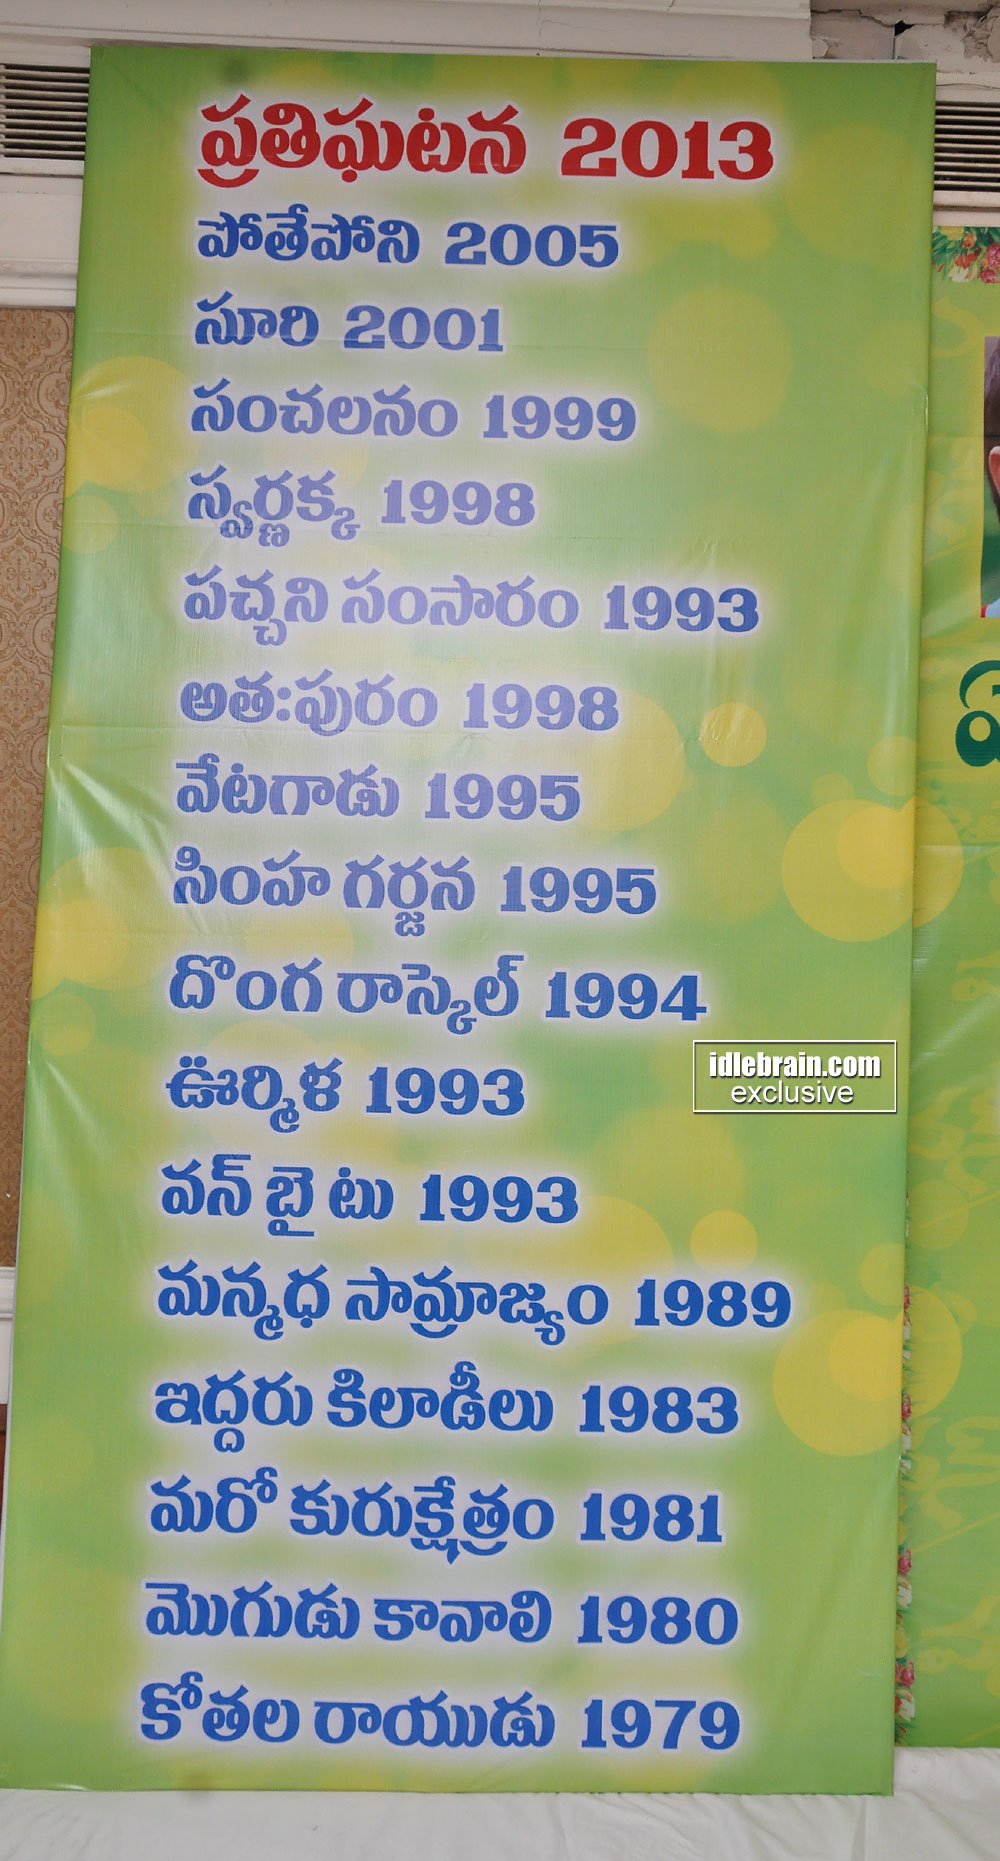 ప్రతిఘటన 2013
పోతేపోని 2005
సూరి 2001
సంచలనం 1999
స్వర్ణక్క 1998
పచ్చని సంసారం 1993
అత:పురం 1998
వేటగాడు 1995
సింహ గర్జన 1995
దొంగ రాస్కెల్ 1994
ఊర్మిళ 1993
వన్ బై టు 1993
మన్మధ సామ్రాజ్యం 1989
ఇద్దరు కిలాడీలు 1983
మరో కురుక్షేత్రం 1981
మొగుడు కావాలి 1980
కోతల రాయుడు 1979
idlebrain.com
exclusive